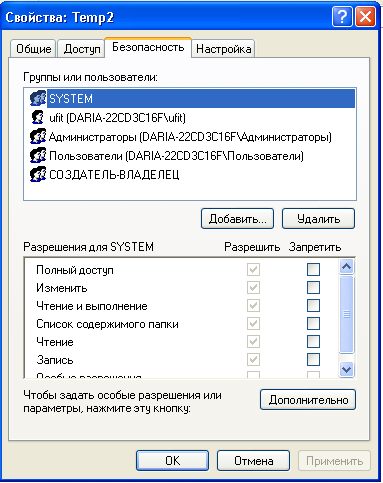 Свойства: Temp2
Общие Доступ Безопасность Настройка
Группы или пользователи:
SYSTEM
ufit (DARIA-22CD3C16F\ufit)
Администраторы (DARIA-22CD3C16F\Администраторы)
Пользователи (DARIA-22CD3C16F\Пользователи)
СОЗДАТЕЛЬ-ВЛАДЕЛЕЦ
Добавить... Удалить
Разрешения для SYSTEM Разрешить Запретить
Полный доступ
Изменить
Чтение и выполнение
Список содержимого папки
Чтение
Запись
Особые разрешения
Чтобы задать особые разрешения или
параметры, нажмите эту кнопку:
Дополнительно
OK Отмена Применить